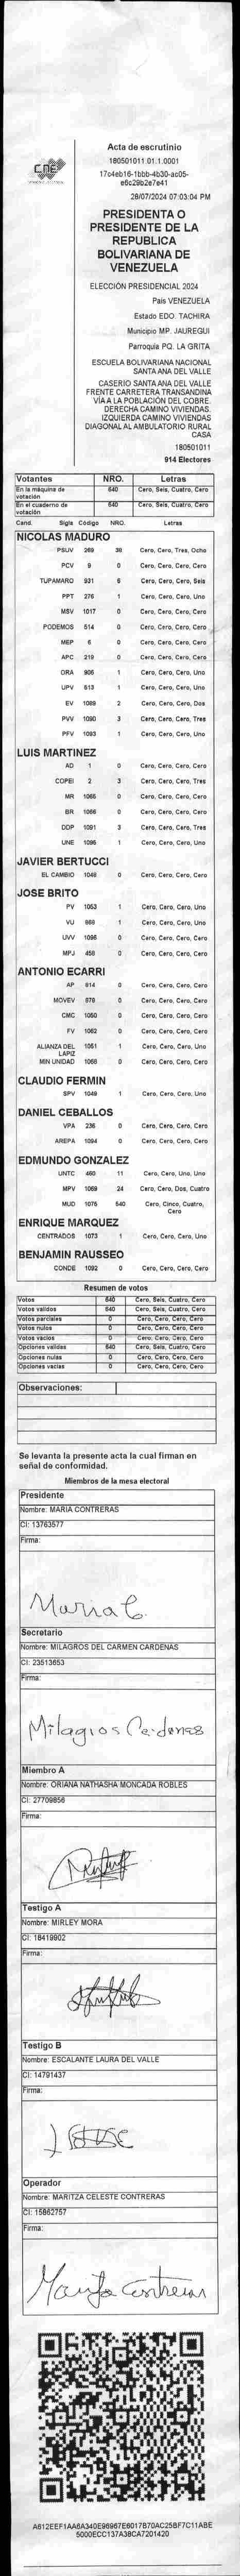 CNE
Acta de escrutinio
180501011.01.1.0001
17c4eb16-1bbb-4b30-ac05-
e6c29b2e7e41
28/07/2024 07:03:04 PM
PRESIDENTA O
PRESIDENTE DE LA
REPUBLICA
BOLIVARIANA DE
VENEZUELA
ELECCIÓN PRESIDENCIAL 2024
País VENEZUELA
Estado EDO. TACHIRA
Municipio MP. JAUREGUI
Parroquia PQ. LA GRITA
ESCUELA BOLIVARIANA NACIONAL
SANTA ANA DEL VALLE
CASERIO SANTA ANA DEL VALLE
FRENTE CARRETERA TRANSANDINA
VÍA A LA POBLACIÓN DEL COBRE.
DERECHA CAMINO VIVIENDAS.
IZQUIERDA CAMINO VIVIENDAS
DIAGONAL AL AMBULATORIO RURAL
CASA
180501011
914 Electores
Votantes NRO. Letras
En la máquina de votación 640 Cero, Seis, Cuatro, Cero
En el cuaderno de votación 640 Cero, Seis, Cuatro, Cero
Cand. Sigla Código NRO. Letras
NICOLAS MADURO
PSUV 269 38 Cero, Cero, Tres, Ocho
PCV 9 0 Cero, Cero, Cero, Cero
TUPAMARO 931 6 Cero, Cero, Cero, Seis
PPT 276 1 Cero, Cero, Cero, Uno
MSV 1017 0 Cero, Cero, Cero, Cero
PODEMOS 514 0 Cero, Cero, Cero, Cero
MEP 6 0 Cero, Cero, Cero, Cero
APC 219 0 Cero, Cero, Cero, Cero
ORA 906 1 Cero, Cero, Cero, Uno
UPV 613 1 Cero, Cero, Cero, Uno
EV 1089 2 Cero, Cero, Cero, Dos
PVV 1090 3 Cero, Cero, Cero, Tres
PFV 1093 1 Cero, Cero, Cero, Uno
LUIS MARTINEZ
AD 1 0 Cero, Cero, Cero, Cero
COPEI 2 3 Cero, Cero, Cero, Tres
MR 1065 0 Cero, Cero, Cero, Cero
BR 1066 0 Cero, Cero, Cero, Cero
DDP 1091 3 Cero, Cero, Cero, Tres
UNE 1096 1 Cero, Cero, Cero, Uno
JAVIER BERTUCCI
EL CAMBIO 1048 0 Cero, Cero, Cero, Cero
JOSE BRITO
PV 1053 1 Cero, Cero, Cero, Uno
VU 668 1 Cero, Cero, Cero, Uno
UVV 1095 0 Cero, Cero, Cero, Cero
MPJ 458 0 Cero, Cero, Cero, Cero
ANTONIO ECARRI
AP 814 0 Cero, Cero, Cero, Cero
MOVEV 878 0 Cero, Cero, Cero, Cero
CMC 1050 0 Cero, Cero, Cero, Cero
FV 1062 0 Cero, Cero, Cero, Cero
ALIANZA DEL LAPIZ 1051 1 Cero, Cero, Cero, Uno
MIN UNIDAD 1068 0 Cero, Cero, Cero, Cero
CLAUDIO FERMIN
SPV 1049 1 Cero, Cero, Cero, Uno
DANIEL CEBALLOS
VPA 236 0 Cero, Cero, Cero, Cero
AREPA 1094 0 Cero, Cero, Cero, Cero
EDMUNDO GONZALEZ
UNTC 460 11 Cero, Cero, Uno, Uno
MPV 1069 24 Cero, Cero, Dos, Cuatro
MUD 1075 540 Cero, Cinco, Cuatro, Cero
ENRIQUE MARQUEZ
CENTRADOS 1073 1 Cero, Cero, Cero, Uno
BENJAMIN RAUSSEO
CONDE 1092 0 Cero, Cero, Cero, Cero
Resumen de votos
Votos 640 Cero, Seis, Cuatro, Cero
Votos validos 640 Cero, Seis, Cuatro, Cero
Votos parciales 0 Cero, Cero, Cero, Cero
Votos nulos 0 Cero, Cero, Cero, Cero
Votos vacios 0 Cero, Cero, Cero, Cero
Opciones validas 640 Cero, Seis, Cuatro, Cero
Opciones nulas 0 Cero, Cero, Cero, Cero
Opciones vacias 0 Cero, Cero, Cero, Cero
Observaciones:
Se levanta la presente acta la cual firman en
señal de conformidad.
Miembros de la mesa electoral
Presidente
Nombre: MARIA CONTRERAS
CI: 13763577
Firma:
Maria C.
Secretario
Nombre: MILAGROS DEL CARMEN CARDENAS
CI: 23513653
Firma:
Milagros Cardenas
Miembro A
Nombre: ORIANA NATHASHA MONCADA ROBLES
CI: 27709856
Firma:
Testigo A
Nombre: MIRLEY MORA
CI: 18419902
Firma:
Testigo B
Nombre: ESCALANTE LAURA DEL VALLE
CI: 14791437
Firma:
Operador
Nombre: MARITZA CELESTE CONTRERAS
CI: 15862757
Firma:
Maritza Contreras
A612EEF1AA6A340E96967E6017B70AC25BF7C11ABE
5000ECC137A38CA7201420